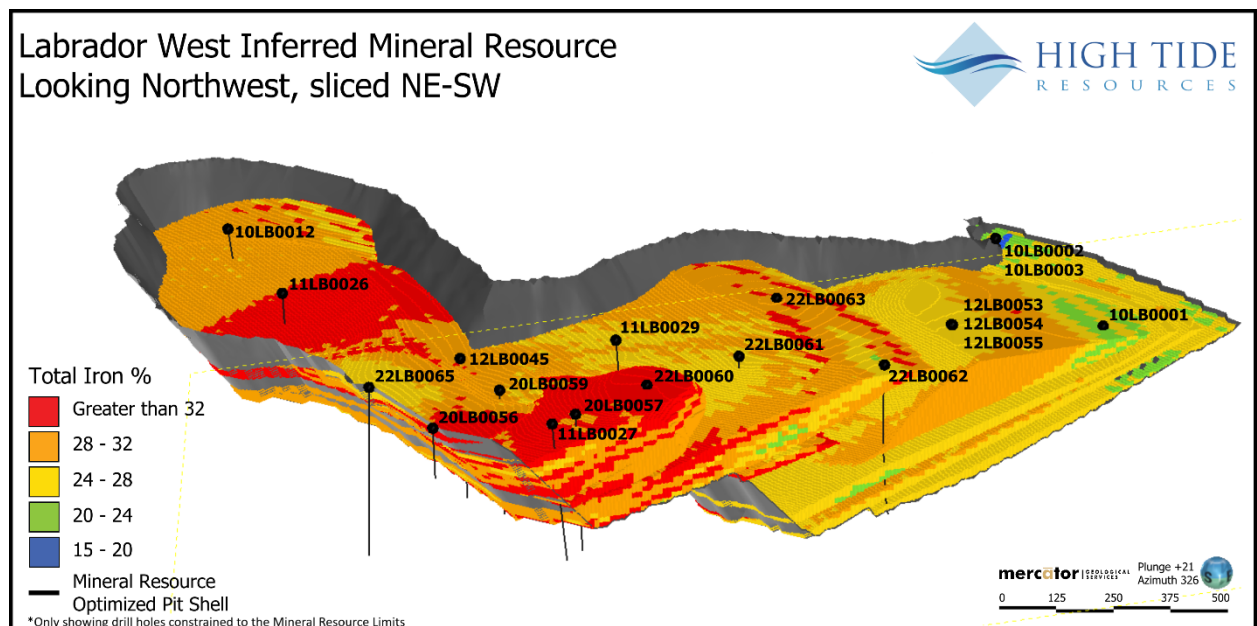 Labrador West Inferred Mineral Resource
Looking Northwest, sliced NE-SW
HIGH TIDE
RESOURCES
10LB0012
11LB0026
10LB0002
10LB0003
22LB0063
12LB0053
12LB0054
12LB0055
10LB0001
11LB0029
12LB0045
22LB0061
22LB0065
20LB0059
22LB0060
22LB0062
20LB0057
20LB0056
11LB0027
Total Iron %
Greater than 32
28 - 32
24 - 28
20 - 24
15 - 20
Mineral Resource
Optimized Pit Shell
*Only showing drill holes constrained to the Mineral Resource Limits
mercātor GEOLOGICAL SERVICES
Plunge +21
Azimuth 326
S
0 125 250 375 500